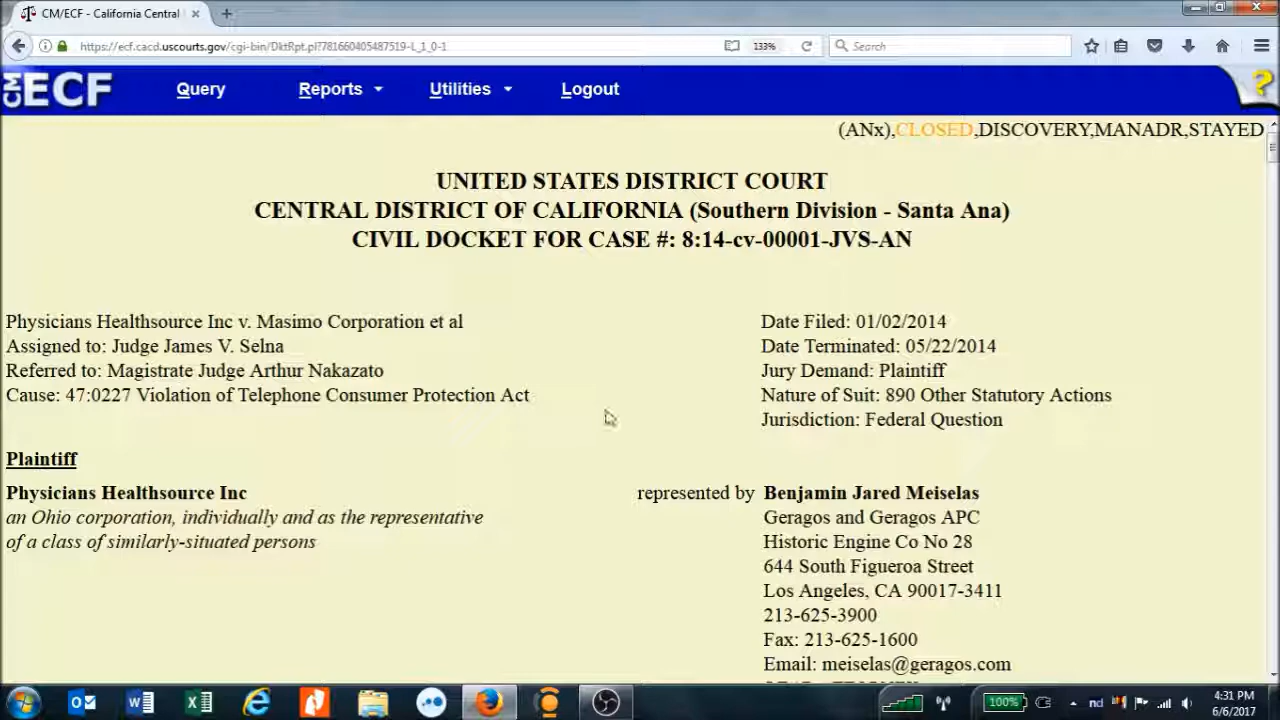 CM/ECF - California Central
https://ecf.cacd.uscourts.gov/cgi-bin/DktRpt.pl?781660405487519-L_1_0-1
133%
Search
CM ECF
Query
Reports
Utilities
Logout
?
(ANx),CLOSED,DISCOVERY,MANADR,STAYED
UNITED STATES DISTRICT COURT
CENTRAL DISTRICT OF CALIFORNIA (Southern Division - Santa Ana)
CIVIL DOCKET FOR CASE #: 8:14-cv-00001-JVS-AN
Physicians Healthsource Inc v. Masimo Corporation et al
Assigned to: Judge James V. Selna
Referred to: Magistrate Judge Arthur Nakazato
Cause: 47:0227 Violation of Telephone Consumer Protection Act
Date Filed: 01/02/2014
Date Terminated: 05/22/2014
Jury Demand: Plaintiff
Nature of Suit: 890 Other Statutory Actions
Jurisdiction: Federal Question
Plaintiff
Physicians Healthsource Inc
an Ohio corporation, individually and as the representative
of a class of similarly-situated persons
represented by
Benjamin Jared Meiselas
Geragos and Geragos APC
Historic Engine Co No 28
644 South Figueroa Street
Los Angeles, CA 90017-3411
213-625-3900
Fax: 213-625-1600
Email: meiselas@geragos.com
100%
nd
4:31 PM
6/6/2017